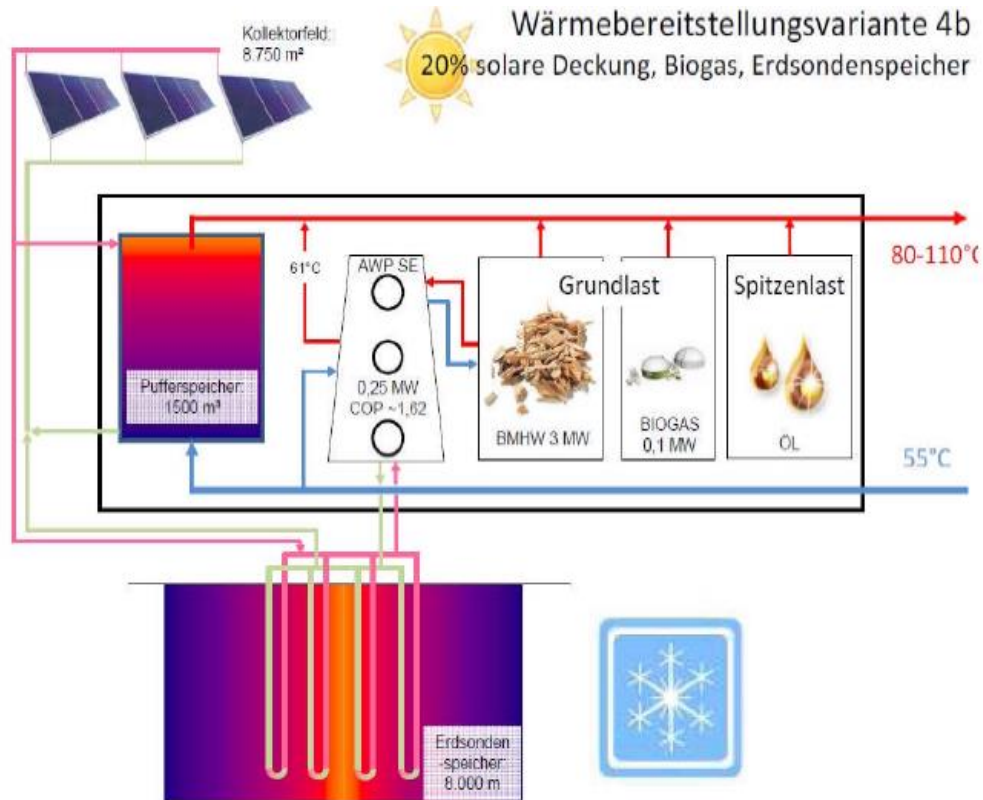 Wärmebereitstellungsvariante 4b
20% solare Deckung, Biogas, Erdsondenspeicher
Kollektorfeld:
8.750 m²
80-110°C
61°C
AWP SE
0,25 MW
COP ~1,62
Grundlast
BMHW 3 MW
BIOGAS
0,1 MW
Spitzenlast
ÖL
Pufferspeicher:
1500 m³
55°C
Erdsonden
-speicher:
8.000 m